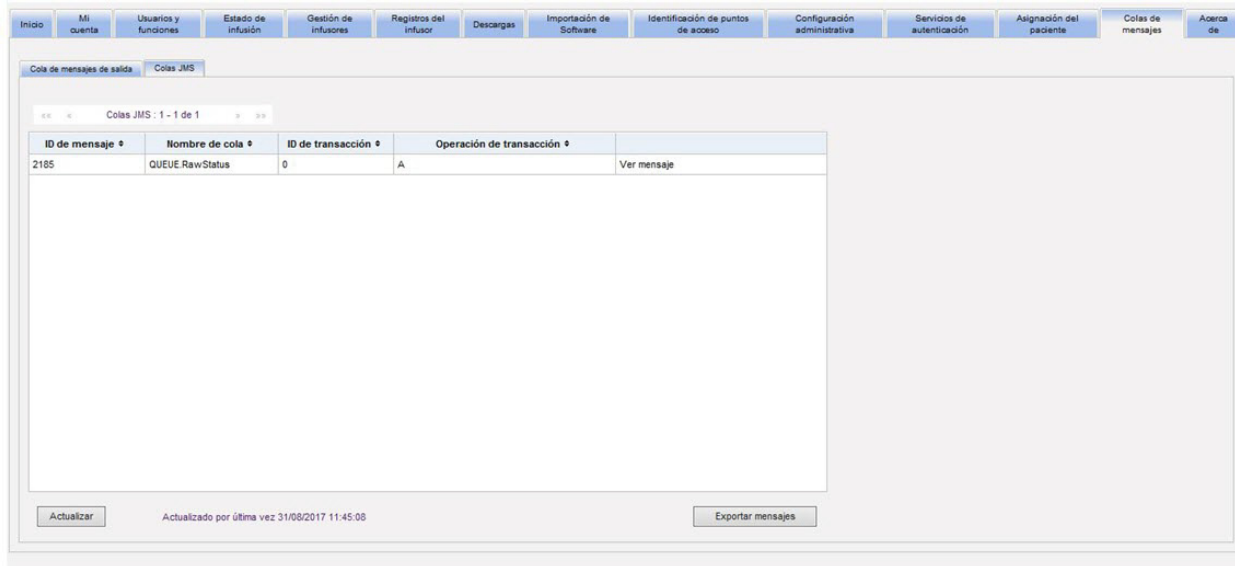 Inicio
Mi
cuenta
Usuarios y
funciones
Estado de
infusión
Gestión de
infusores
Registros del
infusor
Descargas
Importación de
Software
Identificación de puntos
de acceso
Configuración
administrativa
Servicios de
autenticación
Asignación del
paciente
Colas de
mensajes
Acerca
de
Cola de mensajes de salida
Colas JMS
<< < Colas JMS : 1 - 1 de 1 > >>
ID de mensaje Nombre de cola ID de transacción Operación de transacción
2185 QUEUE.RawStatus 0 A Ver mensaje
Actualizar Actualizado por última vez 31/08/2017 11:45:08 Exportar mensajes